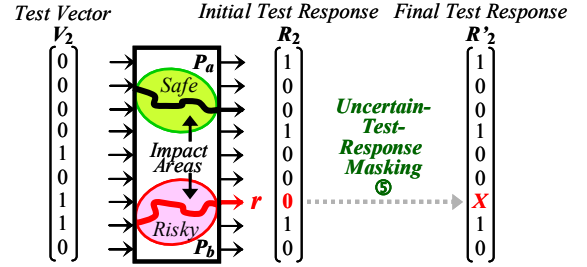 Test Vector Initial Test Response Final Test Response
V2 R2 R'2
0 Pa 1 1
0 Safe 0 0
0 0 Uncertain- 0
0 1 Test- 1
1 Impact 0 Response 0
0 Areas 0 Masking 0
⑤
1 r 0 X
1 Risky 1 1
0 Pb 0 0